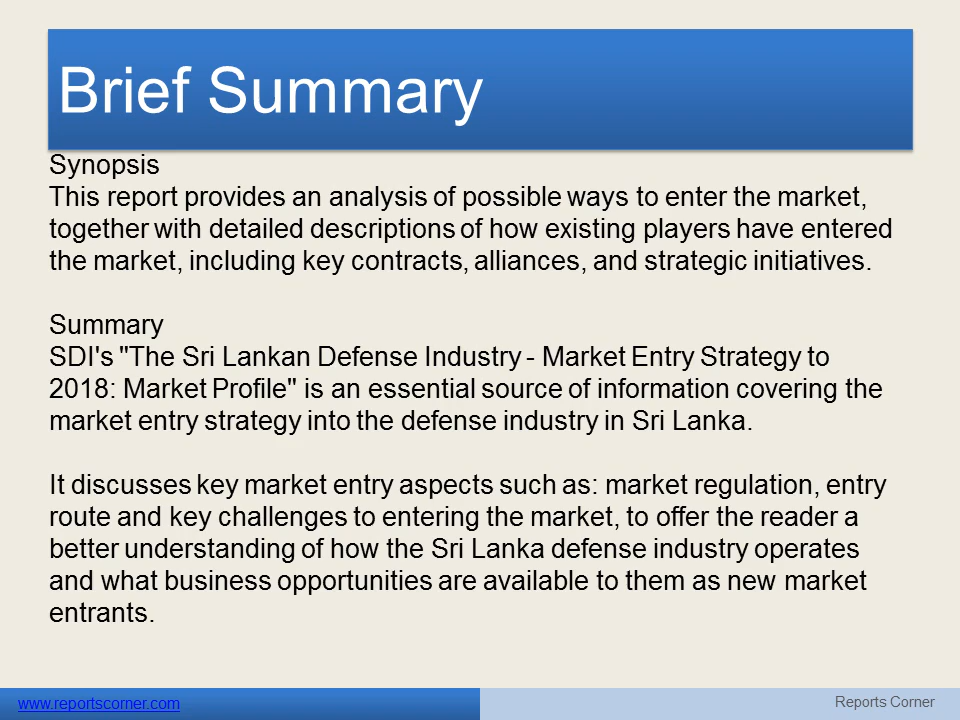 Brief Summary
Synopsis
This report provides an analysis of possible ways to enter the market,
together with detailed descriptions of how existing players have entered
the market, including key contracts, alliances, and strategic initiatives.
Summary
SDI's "The Sri Lankan Defense Industry - Market Entry Strategy to
2018: Market Profile" is an essential source of information covering the
market entry strategy into the defense industry in Sri Lanka.
It discusses key market entry aspects such as: market regulation, entry
route and key challenges to entering the market, to offer the reader a
better understanding of how the Sri Lanka defense industry operates
and what business opportunities are available to them as new market
entrants.
www.reportscorner.com
Reports Corner